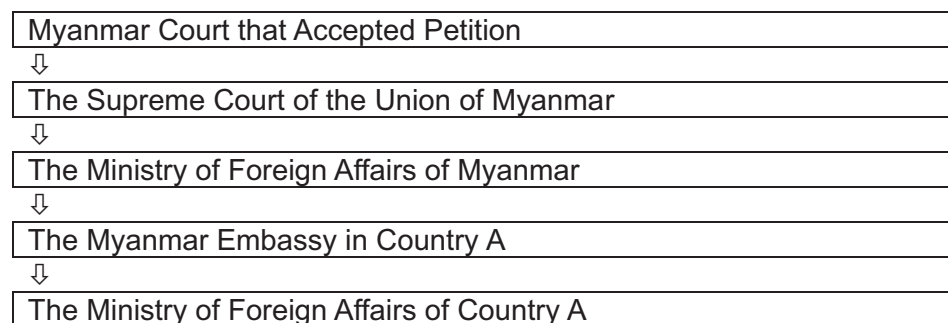 Myanmar Court that Accepted Petition
⇩
The Supreme Court of the Union of Myanmar
⇩
The Ministry of Foreign Affairs of Myanmar
⇩
The Myanmar Embassy in Country A
⇩
The Ministry of Foreign Affairs of Country A